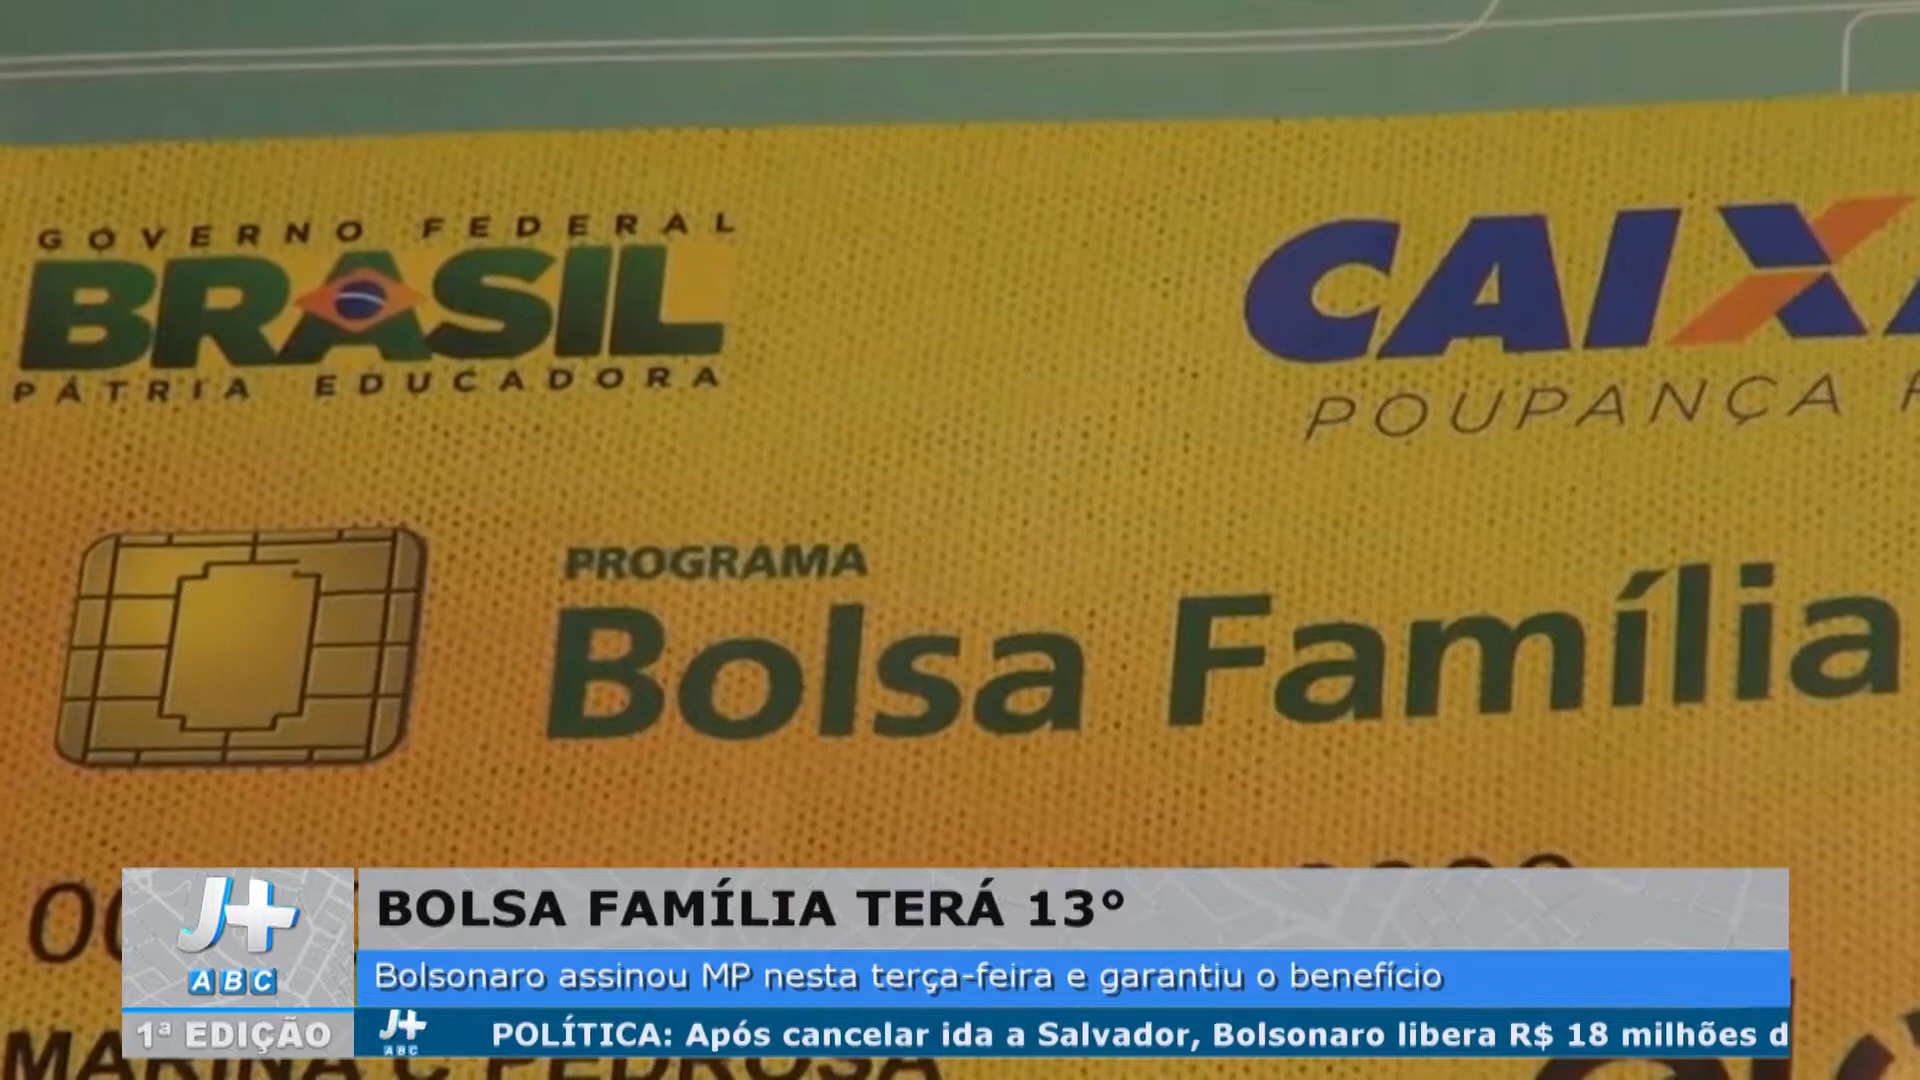 GOVERNO FEDERAL
BRASIL
PÁTRIA EDUCADORA
CAIXA
POUPANÇA
PROGRAMA
Bolsa Família
J+
ABC
1ª EDIÇÃO
BOLSA FAMÍLIA TERÁ 13°
Bolsonaro assinou MP nesta terça-feira e garantiu o benefício
J+
ABC
POLÍTICA: Após cancelar ida a Salvador, Bolsonaro libera R$ 18 milhões d